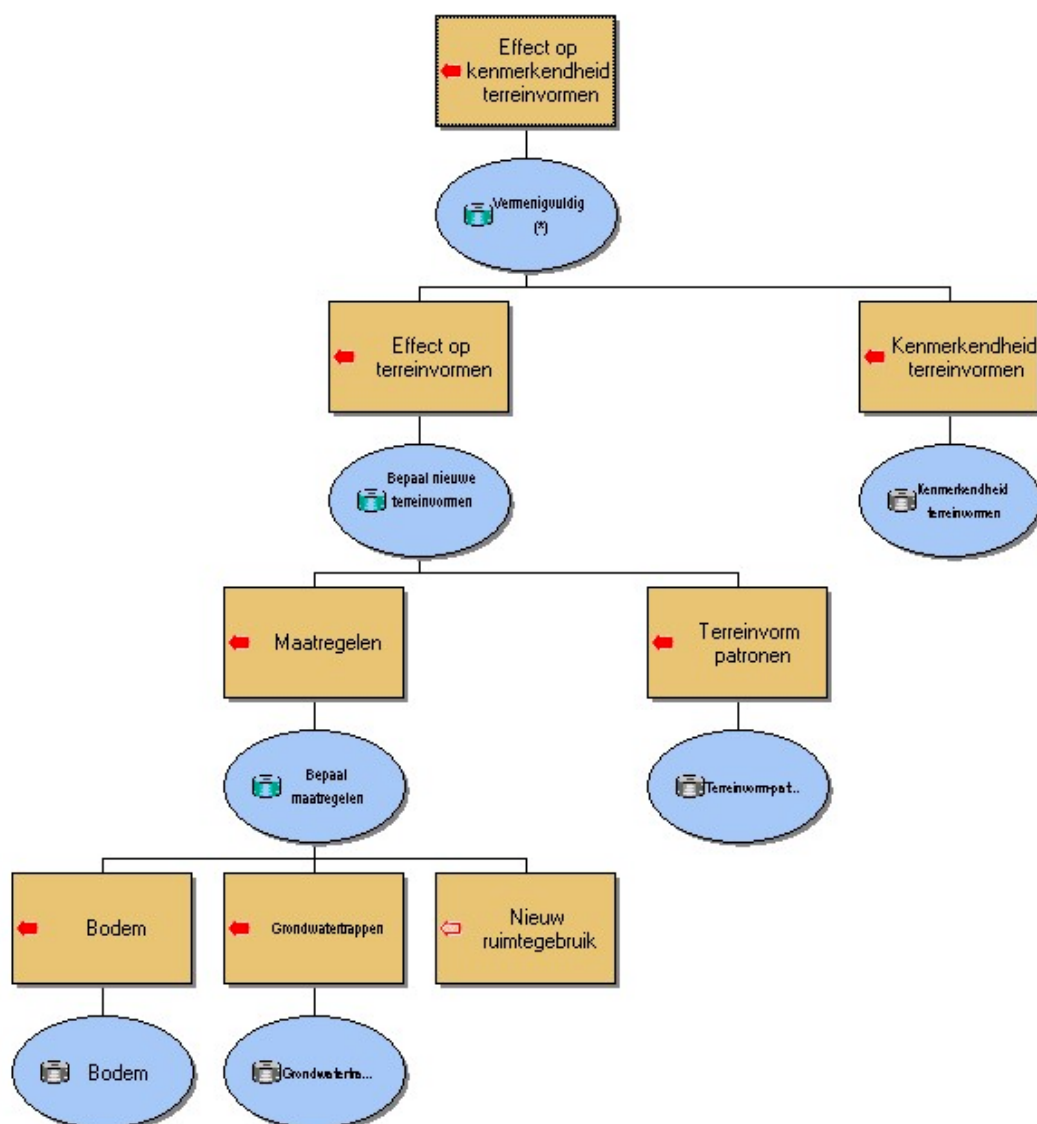 Effect op
kenmerkendheid
terreinvormen
Vermenigvuldig
(*)
Effect op
terreinvormen
Kenmerkendheid
terreinvormen
Bepaal nieuwe
terreinvormen
Kenmerkendheid
terreinvormen
Maatregelen
Terreinvorm
patronen
Bepaal
maatregelen
Terreinvorm-pat...
Bodem
Grondwatertrappen
Nieuw
ruimtegebruik
Bodem
Grondwatertra...